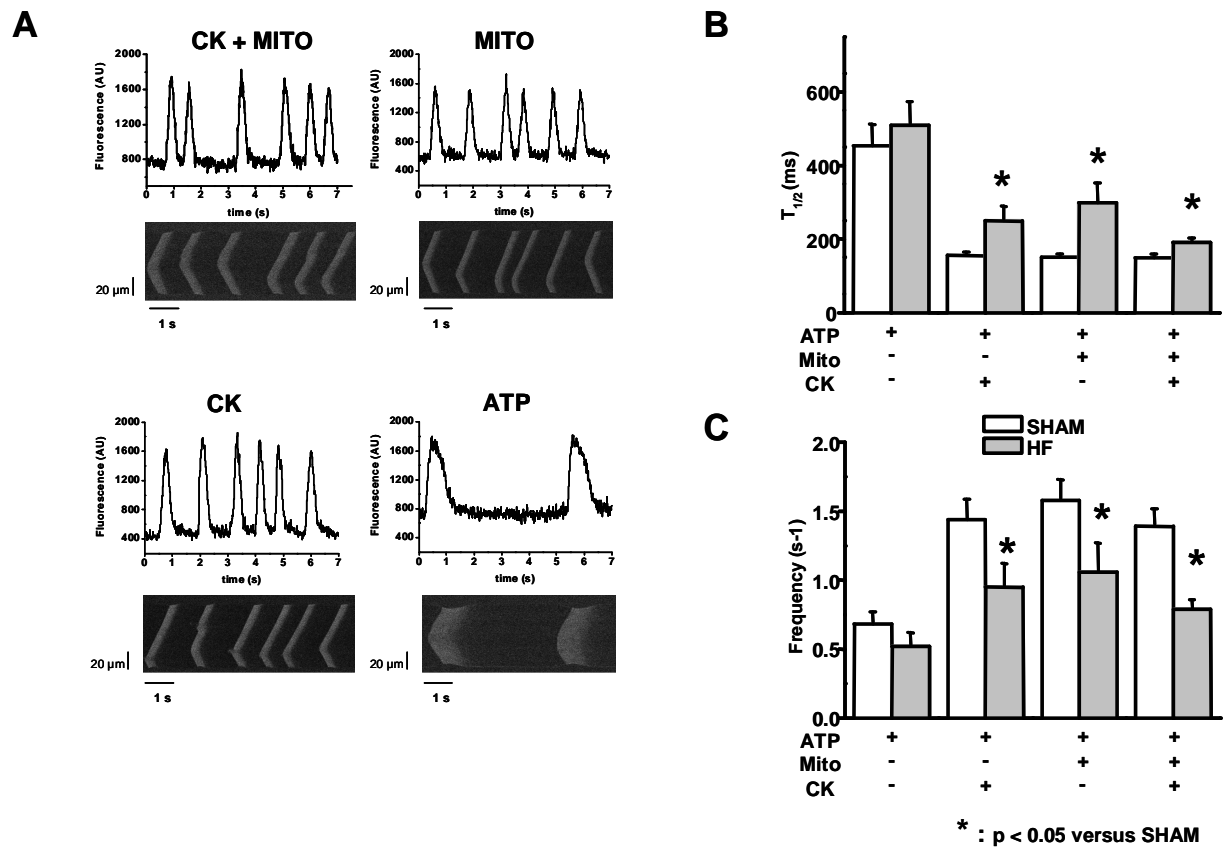 A
CK + MITO
Fluorescence (AU)
2000
1600
1200
800
0 1 2 3 4 5 6 7
time (s)
20 µm
1 s
MITO
Fluorescence (AU)
2000
1600
1200
800
400
0 1 2 3 4 5 6 7
time (s)
20 µm
1 s
CK
Fluorescence (AU)
2000
1600
1200
800
400
0 1 2 3 4 5 6 7
time (s)
20 µm
1 s
ATP
Fluorescence (AU)
2000
1600
1200
800
400
0 1 2 3 4 5 6 7
time (s)
20 µm
1 s
B
T1/2 (ms)
600
400
200
0
* * *
ATP + + + +
Mito - - + +
CK - + - +
C
SHAM
HF
Frequency (s-1)
2.0
1.5
1.0
0.5
0.0
* * *
ATP + + + +
Mito - - + +
CK - + - +
* : p < 0.05 versus SHAM